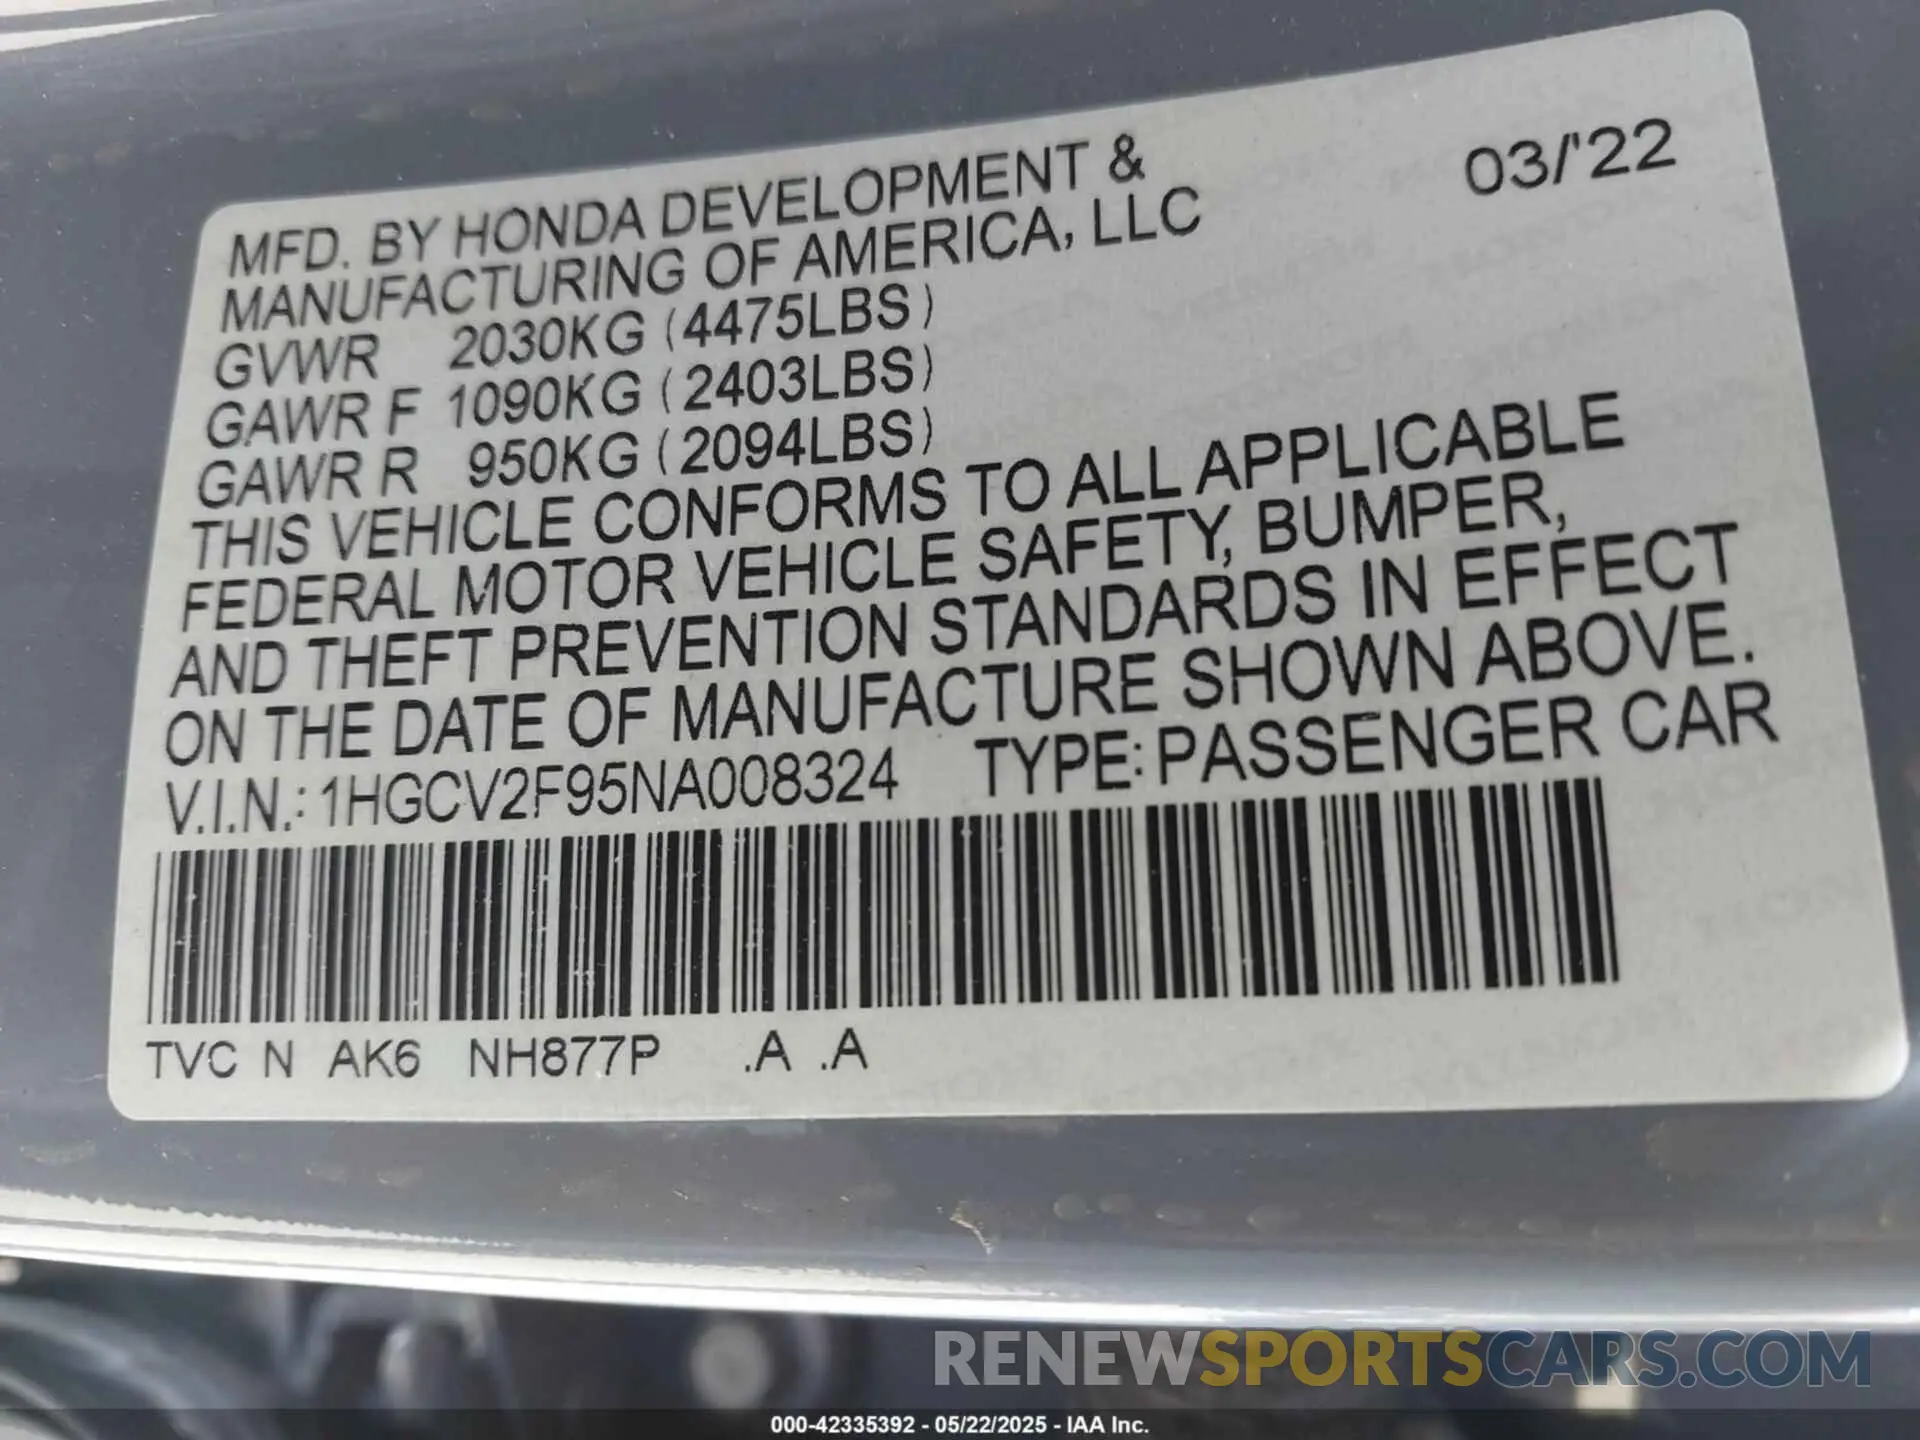 MFD. BY HONDA DEVELOPMENT &
MANUFACTURING OF AMERICA, LLC
03/'22
GVWR 2030KG (4475LBS)
GAWR F 1090KG (2403LBS)
GAWR R 950KG (2094LBS)
THIS VEHICLE CONFORMS TO ALL APPLICABLE
FEDERAL MOTOR VEHICLE SAFETY, BUMPER,
AND THEFT PREVENTION STANDARDS IN EFFECT
ON THE DATE OF MANUFACTURE SHOWN ABOVE.
V.I.N.: 1HGCV2F95NA008324 TYPE: PASSENGER CAR
TVC N AK6 NH877P .A .A
RENEWSPORTSCARS.COM
000-42335392 - 05/22/2025 - IAA Inc.